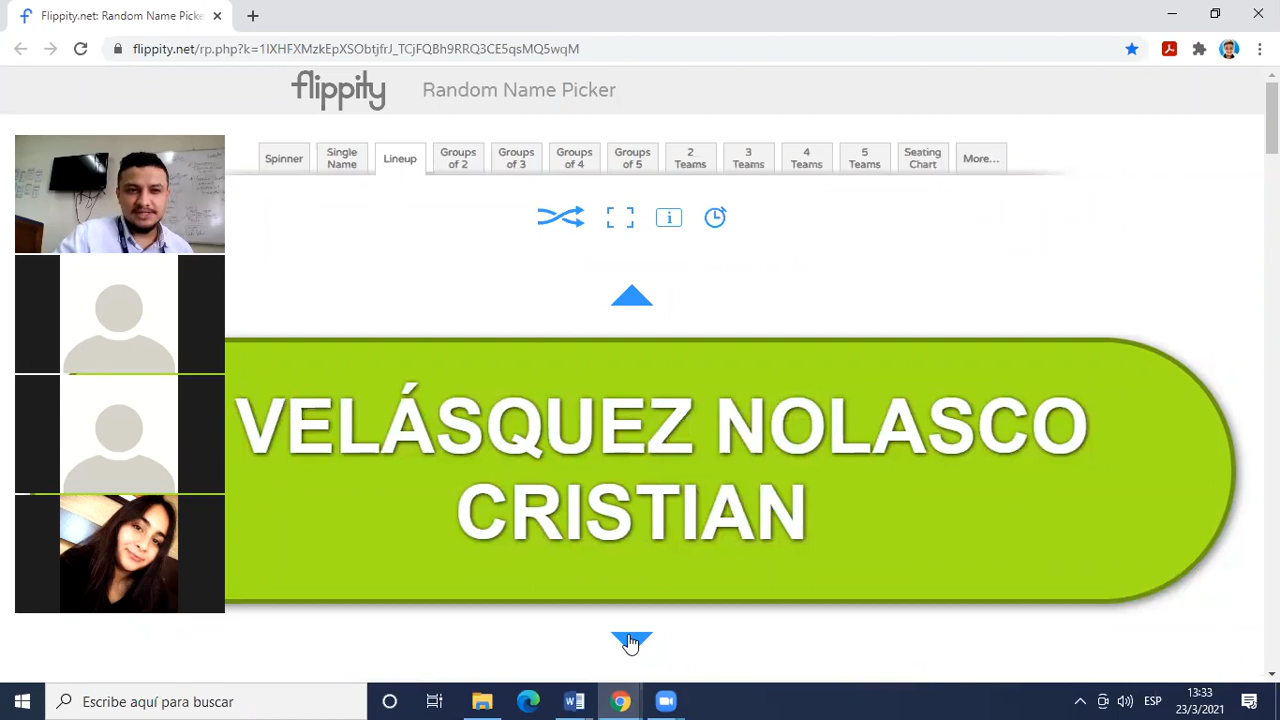 Flippity.net: Random Name Picke
flippity.net/rp.php?k=1IXHFXMzkEpXSObtjfrJ_TCjFQBh9RRQ3CE5qsMQ5wqM
flippity Random Name Picker
Spinner
Single Name
Lineup
Groups of 2
Groups of 3
Groups of 4
Groups of 5
2 Teams
3 Teams
4 Teams
5 Teams
Seating Chart
More...
VELÁSQUEZ NOLASCO
CRISTIAN
Escribe aquí para buscar
ESP
13:33
23/3/2021